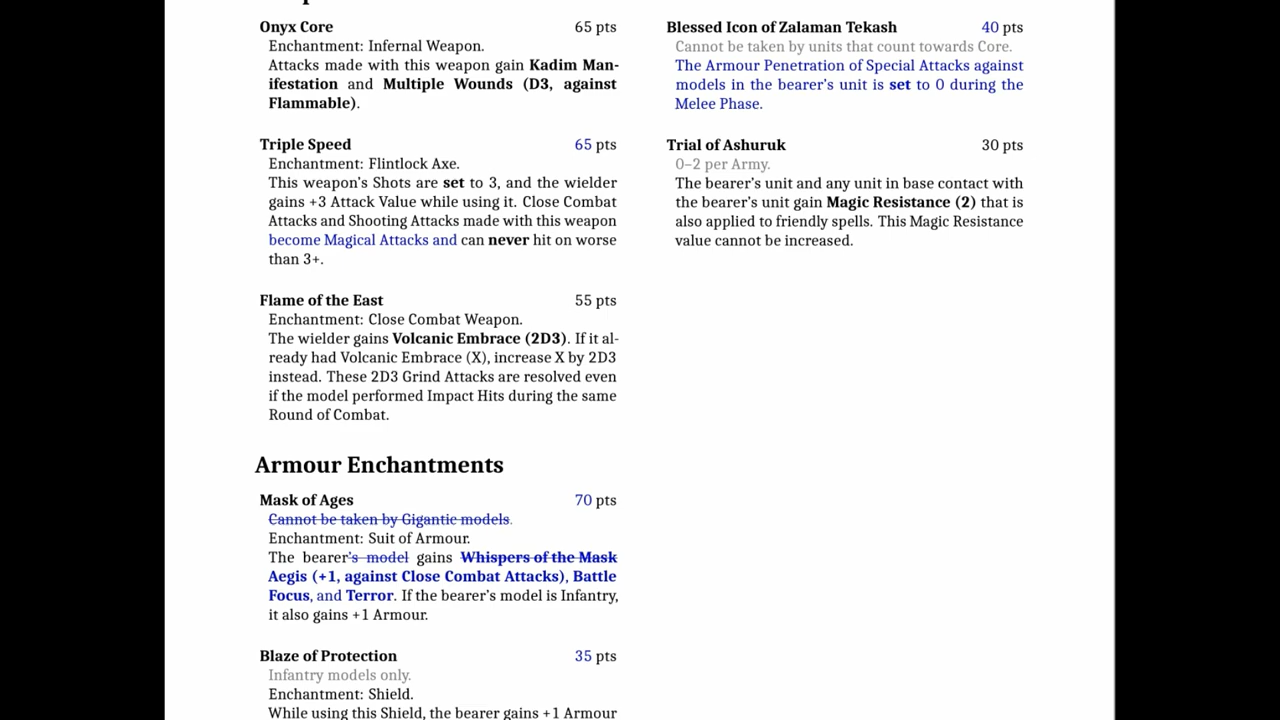 Onyx Core 65 pts
Enchantment: Infernal Weapon.
Attacks made with this weapon gain Kadim Man-
ifestation and Multiple Wounds (D3, against
Flammable).
Triple Speed 65 pts
Enchantment: Flintlock Axe.
This weapon's Shots are set to 3, and the wielder
gains +3 Attack Value while using it. Close Combat
Attacks and Shooting Attacks made with this weapon
become Magical Attacks and can never hit on worse
than 3+.
Flame of the East 55 pts
Enchantment: Close Combat Weapon.
The wielder gains Volcanic Embrace (2D3). If it al-
ready had Volcanic Embrace (X), increase X by 2D3
instead. These 2D3 Grind Attacks are resolved even
if the model performed Impact Hits during the same
Round of Combat.
Armour Enchantments
Mask of Ages 70 pts
Cannot be taken by Gigantic models.
Enchantment: Suit of Armour.
The bearer's model gains Whispers of the Mask
Aegis (+1, against Close Combat Attacks), Battle
Focus, and Terror. If the bearer's model is Infantry,
it also gains +1 Armour.
Blaze of Protection 35 pts
Infantry models only.
Enchantment: Shield.
While using this Shield, the bearer gains +1 Armour
Blessed Icon of Zalaman Tekash 40 pts
Cannot be taken by units that count towards Core.
The Armour Penetration of Special Attacks against
models in the bearer's unit is set to 0 during the
Melee Phase.
Trial of Ashuruk 30 pts
0–2 per Army.
The bearer's unit and any unit in base contact with
the bearer's unit gain Magic Resistance (2) that is
also applied to friendly spells. This Magic Resistance
value cannot be increased.